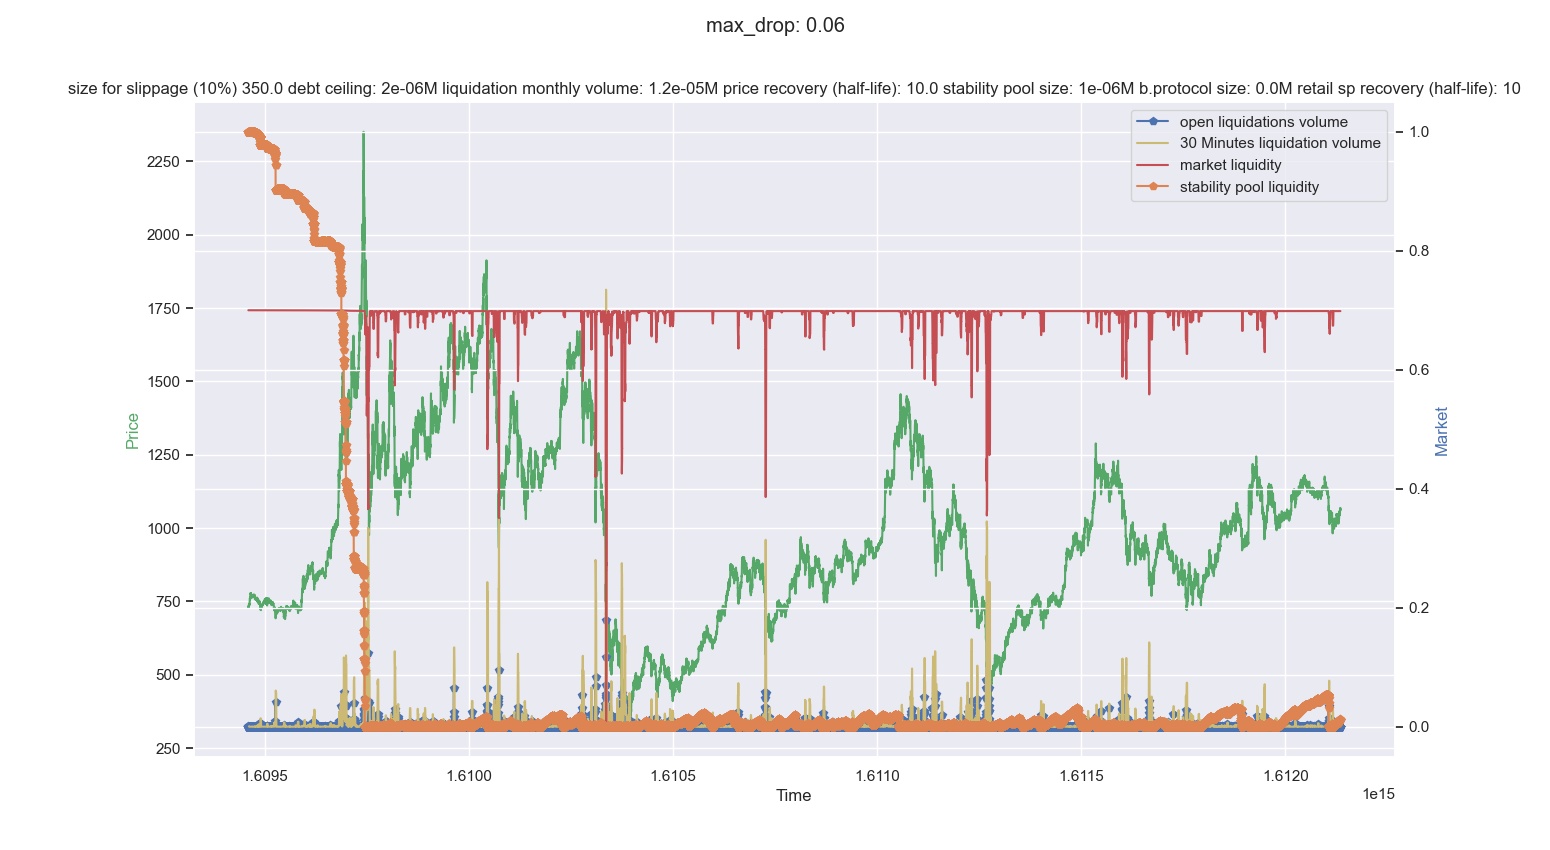 max_drop: 0.06
size for slippage (10%) 350.0 debt ceiling: 2e-06M liquidation monthly volume: 1.2e-05M price recovery (half-life): 10.0 stability pool size: 1e-06M b.protocol size: 0.0M retail sp recovery (half-life): 10
open liquidations volume
30 Minutes liquidation volume
market liquidity
stability pool liquidity
2250
2000
1750
1500
1250
1000
750
500
250
Price
1.0
0.8
0.6
0.4
0.2
0.0
Market
1.6095 1.6100 1.6105 1.6110 1.6115 1.6120
1e15
Time